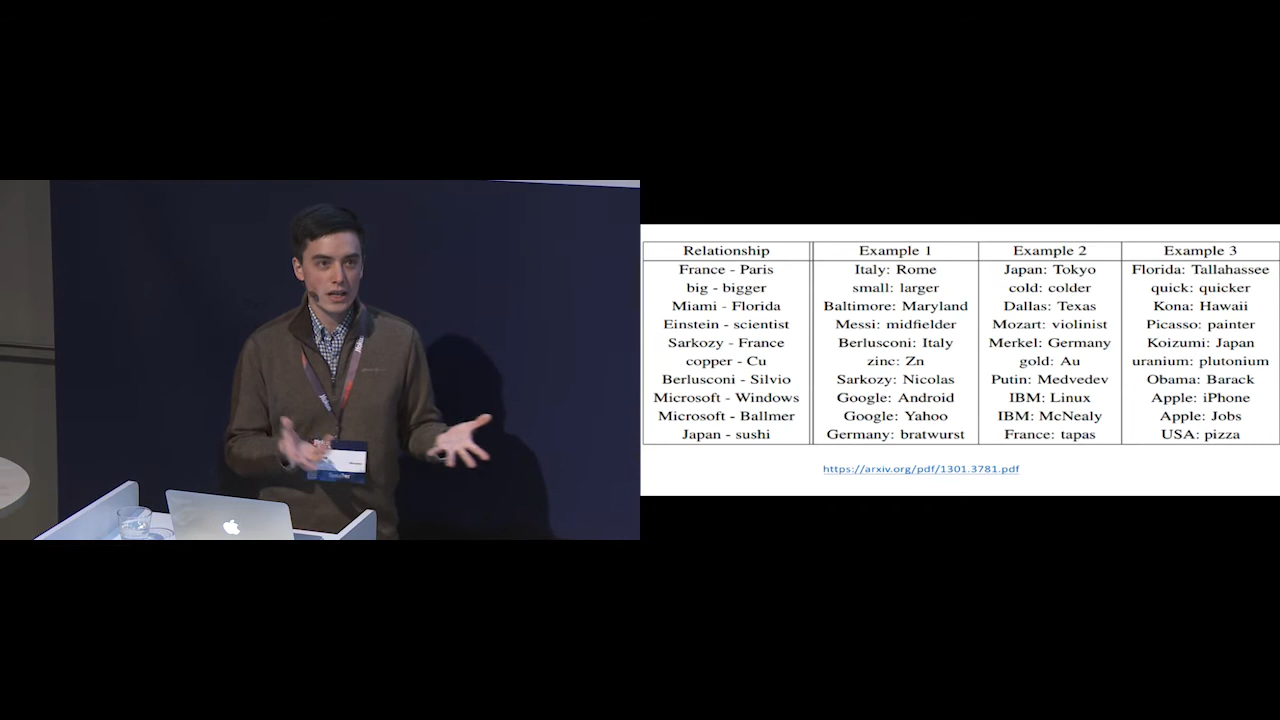 Relationship Example 1 Example 2 Example 3
France - Paris Italy: Rome Japan: Tokyo Florida: Tallahassee
big - bigger small: larger cold: colder quick: quicker
Miami - Florida Baltimore: Maryland Dallas: Texas Kona: Hawaii
Einstein - scientist Messi: midfielder Mozart: violinist Picasso: painter
Sarkozy - France Berlusconi: Italy Merkel: Germany Koizumi: Japan
copper - Cu zinc: Zn gold: Au uranium: plutonium
Berlusconi - Silvio Sarkozy: Nicolas Putin: Medvedev Obama: Barack
Microsoft - Windows Google: Android IBM: Linux Apple: iPhone
Microsoft - Ballmer Google: Yahoo IBM: McNealy Apple: Jobs
Japan - sushi Germany: bratwurst France: tapas USA: pizza
https://arxiv.org/pdf/1301.3781.pdf